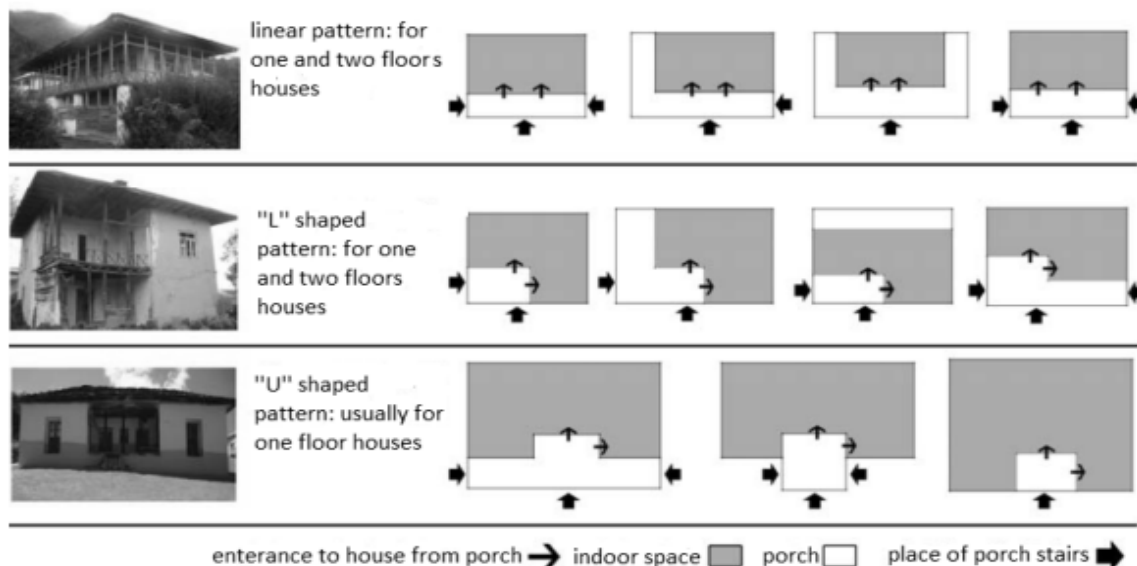 linear pattern: for
one and two floors
houses
"L" shaped
pattern: for one
and two floors
houses
"U" shaped
pattern: usually for
one floor houses
enterance to house from porch indoor space porch place of porch stairs